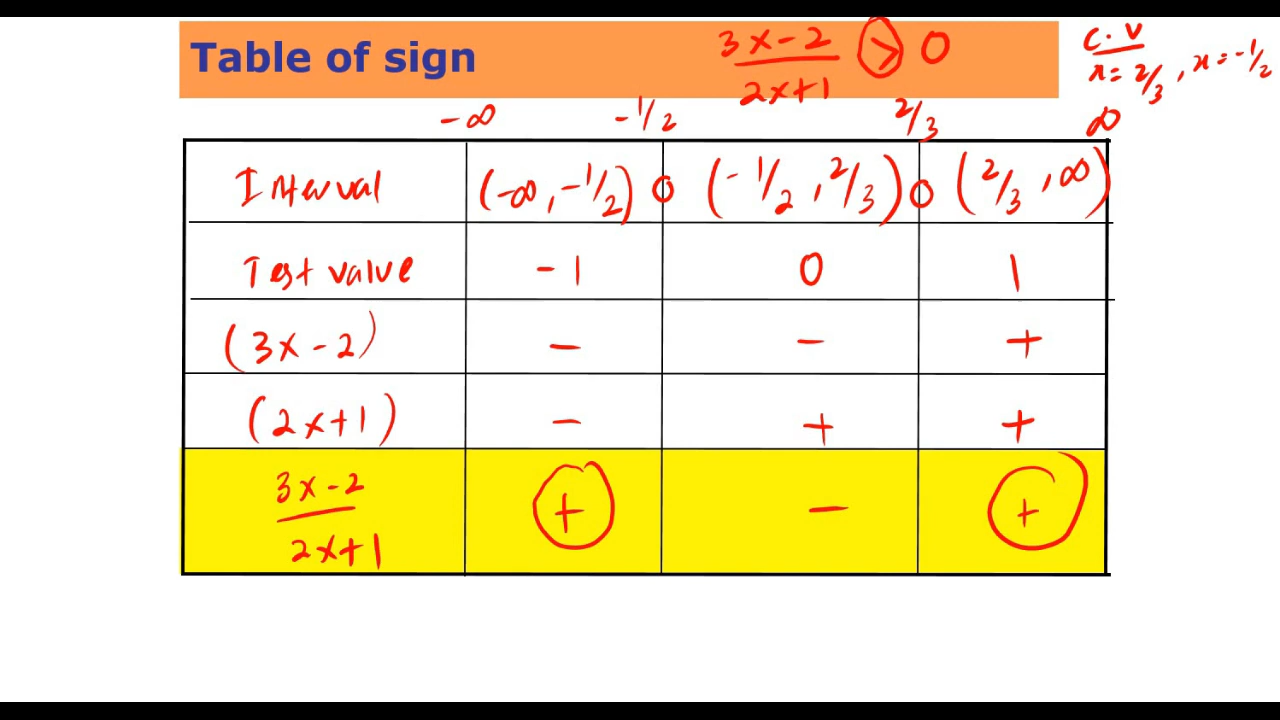 Table of sign
3x-2 / 2x+1 > 0
C.V
x = 2/3, x = -1/2
-∞ -1/2 2/3 ∞
Interval (-∞, -1/2) o (-1/2, 2/3) o (2/3, ∞)
Test value -1 0 1
(3x-2) - - +
(2x+1) - + +
3x-2 / 2x+1 + - +